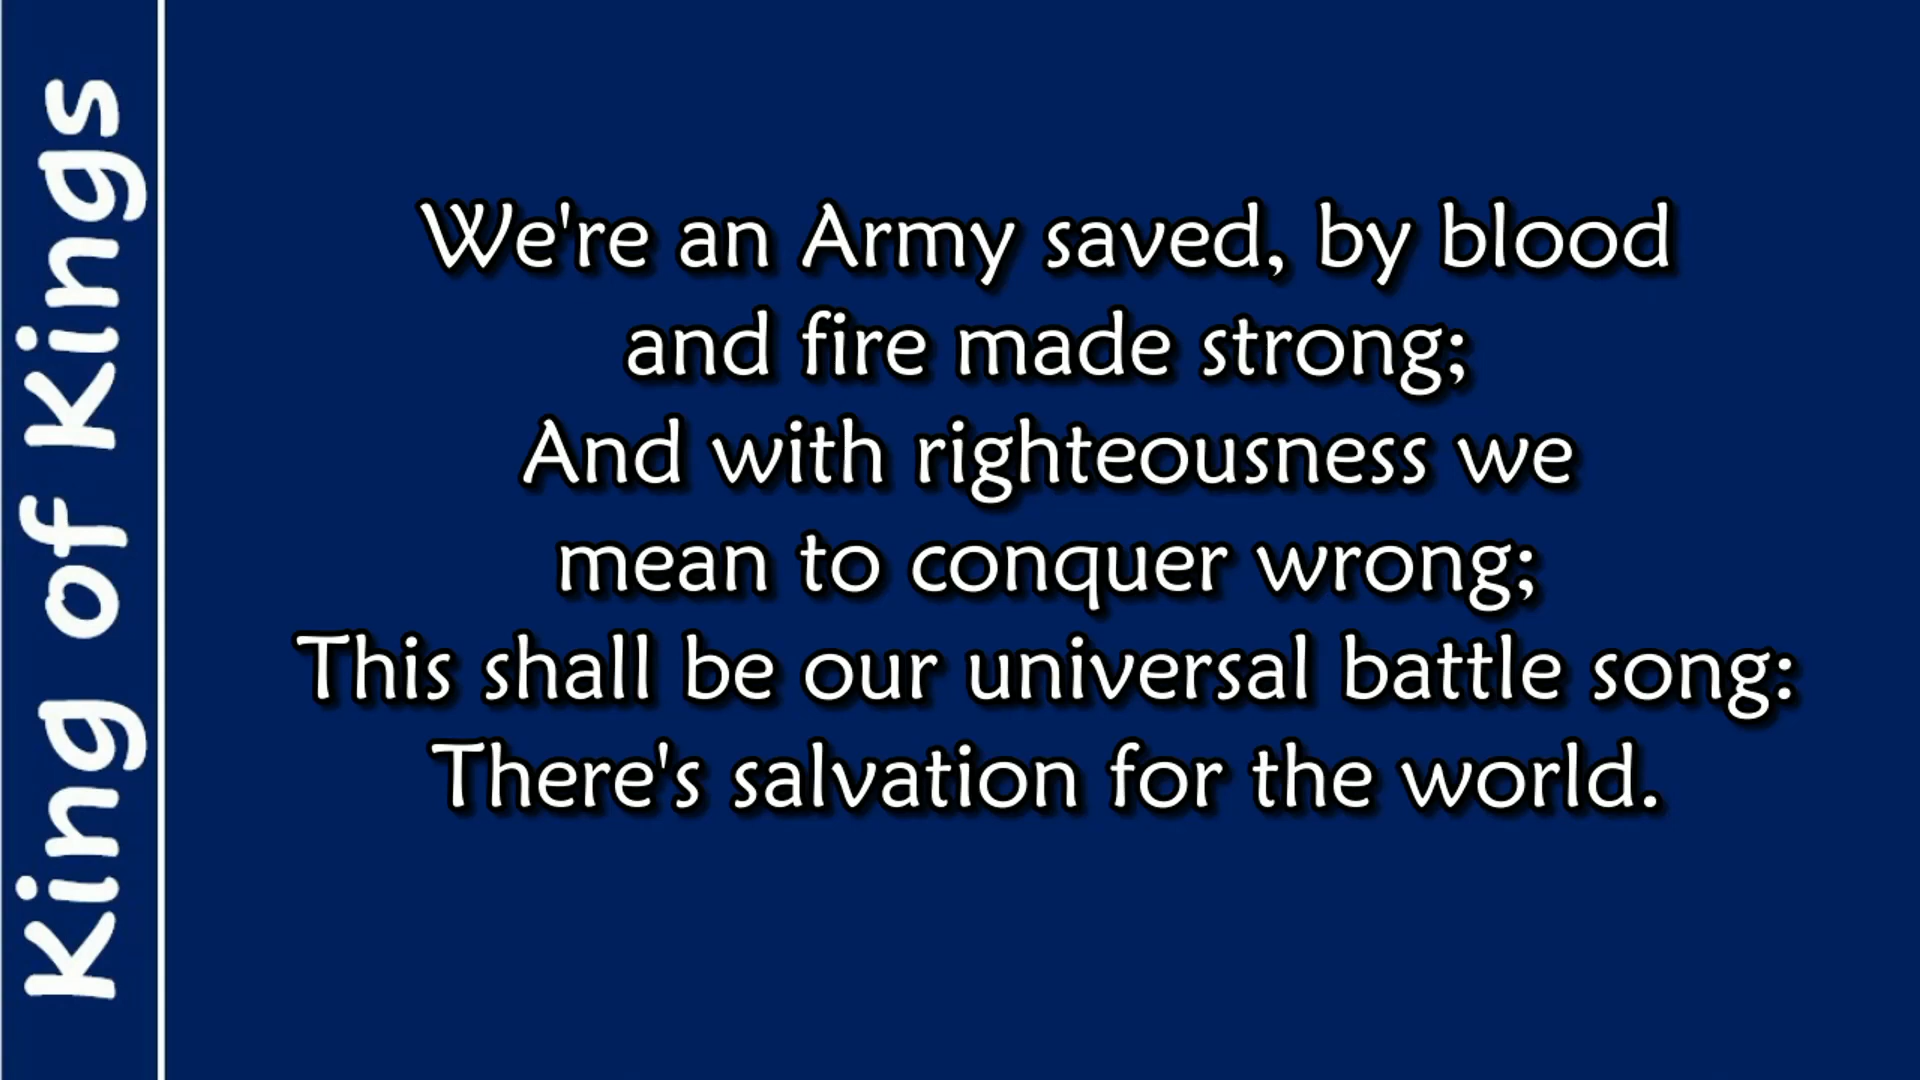 King of Kings
We're an Army saved, by blood
and fire made strong;
And with righteousness we
mean to conquer wrong;
This shall be our universal battle song:
There's salvation for the world.